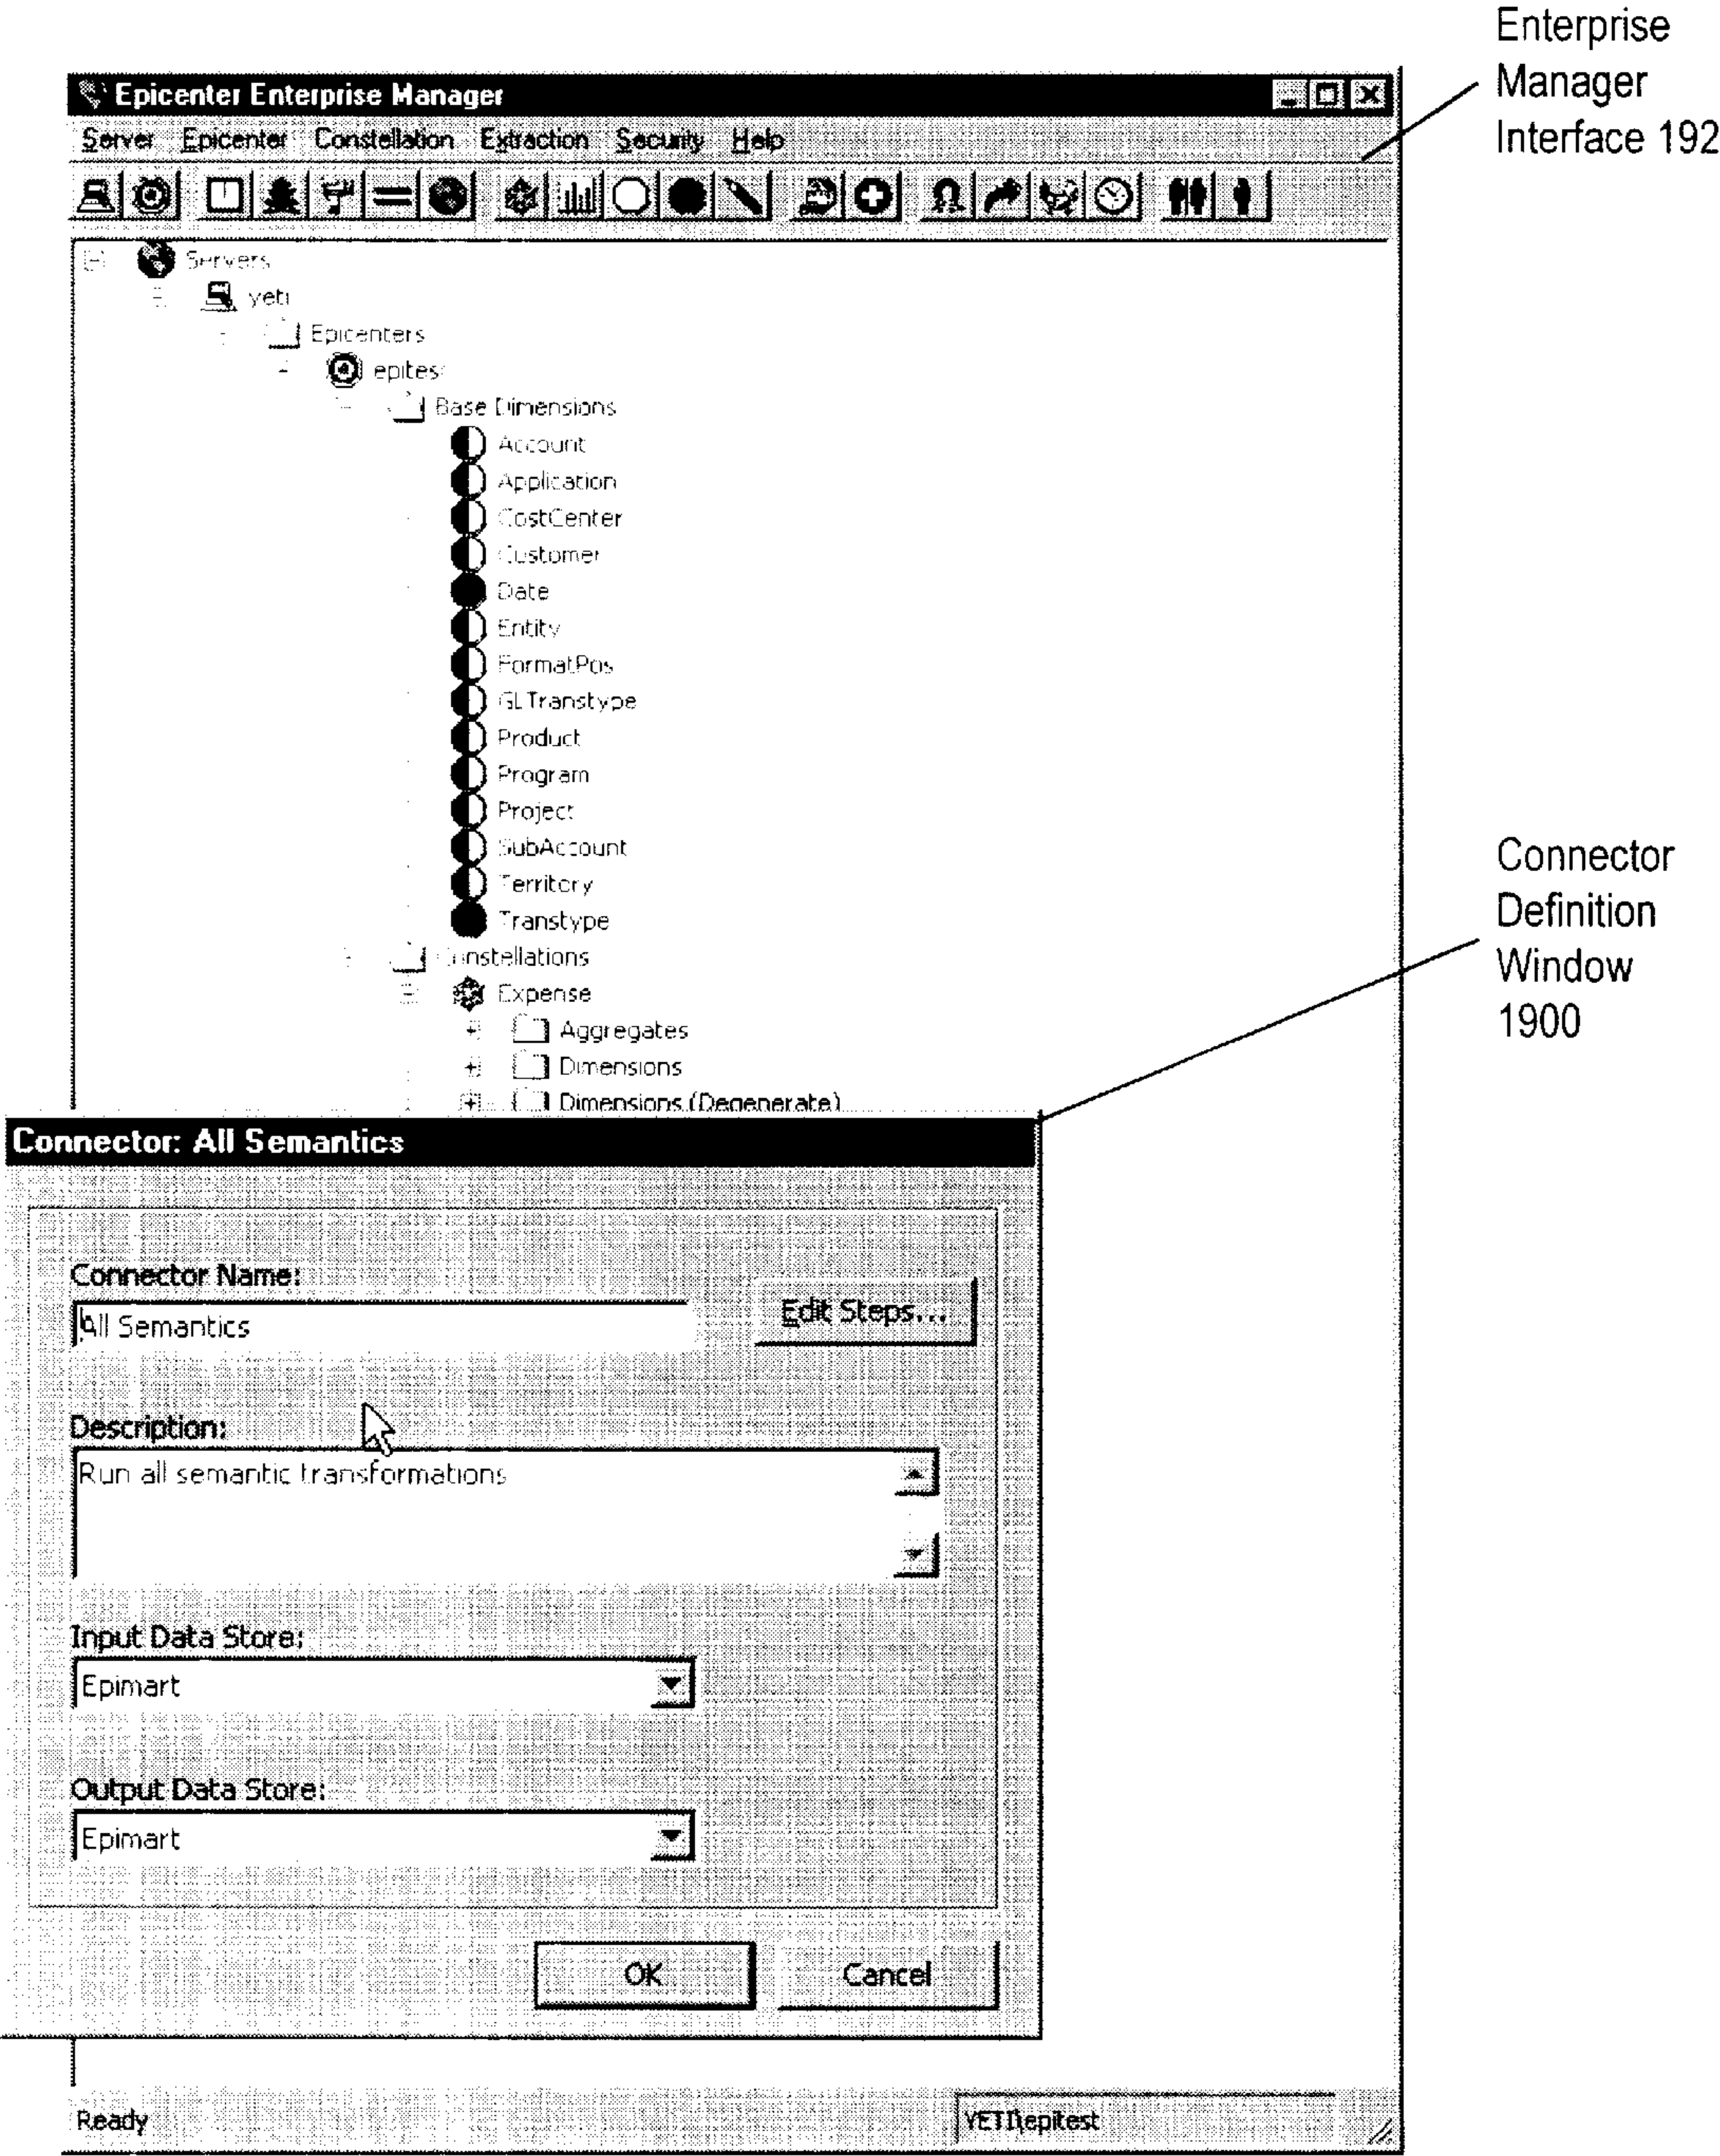 Enterprise
Manager
Interface 192
Epicenter Enterprise Manager
Server Epicenter Constellation Extraction Security Help
Servers
yeti
Epicenters
epitest
Base Dimensions
Account
Application
CostCenter
Customer
Date
Entity
FormatPos
GLTranstype
Product
Program
Project
SubAccount
Territory
Transtype
Constellations
Expense
Aggregates
Dimensions
Dimensions (Degenerate)
Connector
Definition
Window
1900
Connector: All Semantics
Connector Name:
All Semantics
Edit Steps...
Description:
Run all semantic transformations
Input Data Store:
Epimart
Output Data Store:
Epimart
OK Cancel
Ready
YETI\epitest